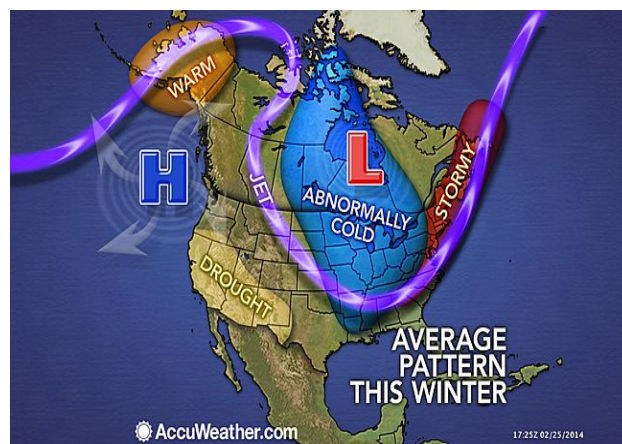 WARM
H
L
JET
ABNORMALLY
COLD
STORMY
DROUGHT
AVERAGE
PATTERN
THIS WINTER
AccuWeather.com
17:25Z 02/25/2014